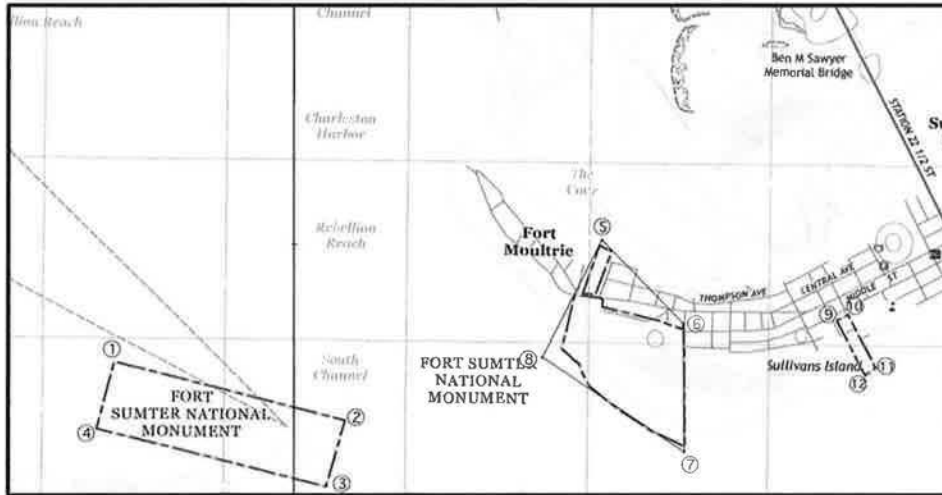 Channel
Reach
Charleston
Harbor
Ben M Sawyer
Memorial Bridge
STATION 22 1/2 ST
The
Cove
Rebellion
Reach
Fort
Moultrie
⑤
THOMPSON AVE
CENTRAL AVE
MIDDLE ST
⑥
⑨
⑩
①
South
Channel
⑧
FORT SUMTER
NATIONAL
MONUMENT
Sullivans Island
⑪
⑫
FORT
SUMTER NATIONAL
MONUMENT
②
④
③
⑦